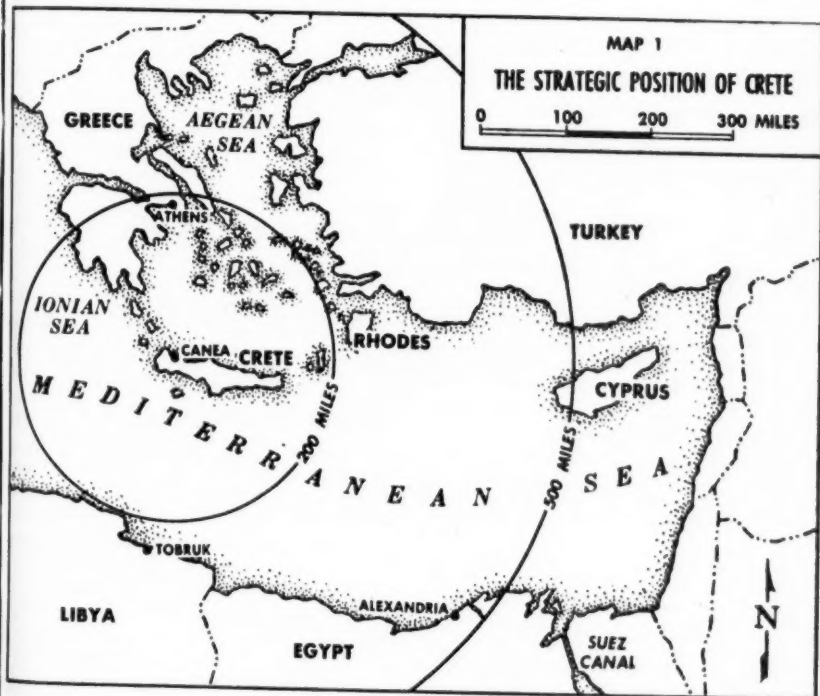 MAP 1
THE STRATEGIC POSITION OF CRETE
0 100 200 300 MILES
GREECE
AEGEAN
SEA
ATHENS
TURKEY
IONIAN
SEA
CANEA
CRETE
RHODES
CYPRUS
MEDITERRANEAN SEA
200 MILES
500 MILES
TOBRUK
ALEXANDRIA
LIBYA
EGYPT
SUEZ
CANAL
N